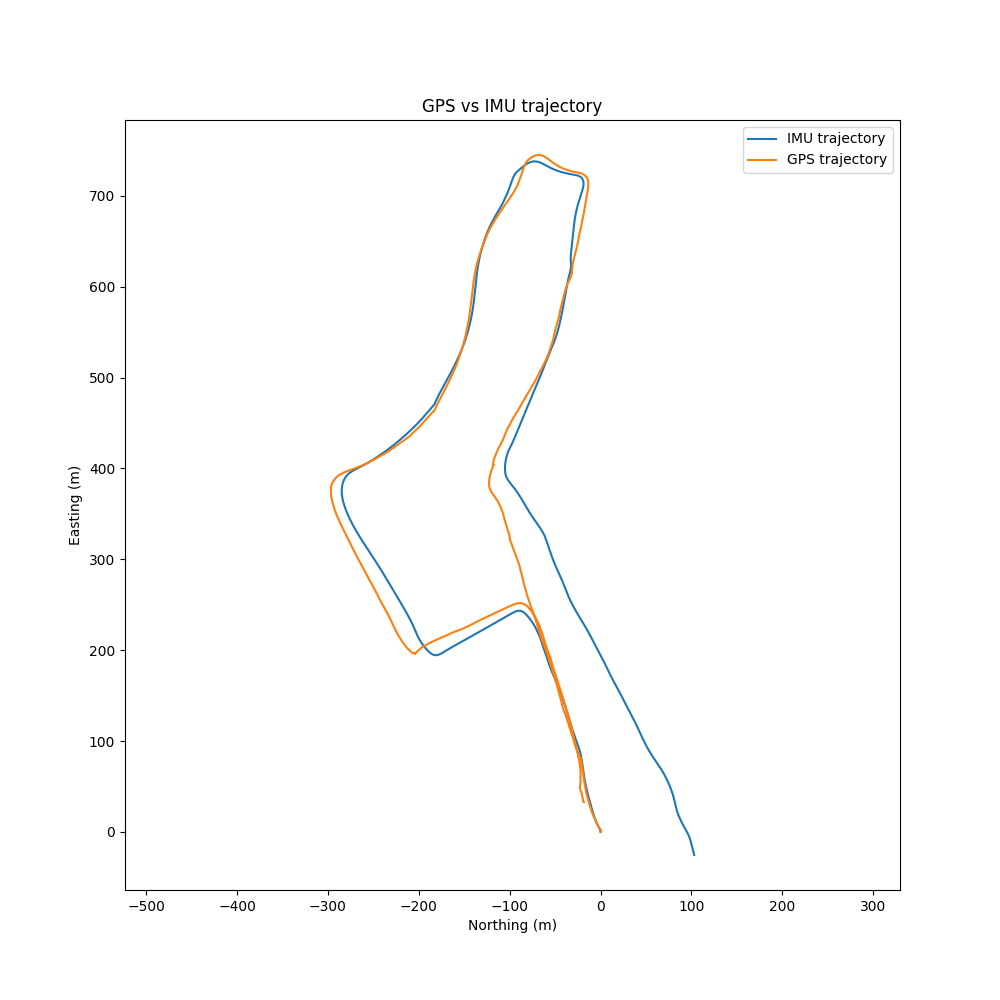 GPS vs IMU trajectory
IMU trajectory
GPS trajectory
700
600
500
400
300
200
100
0
Easting (m)
−500 −400 −300 −200 −100 0 100 200 300
Northing (m)